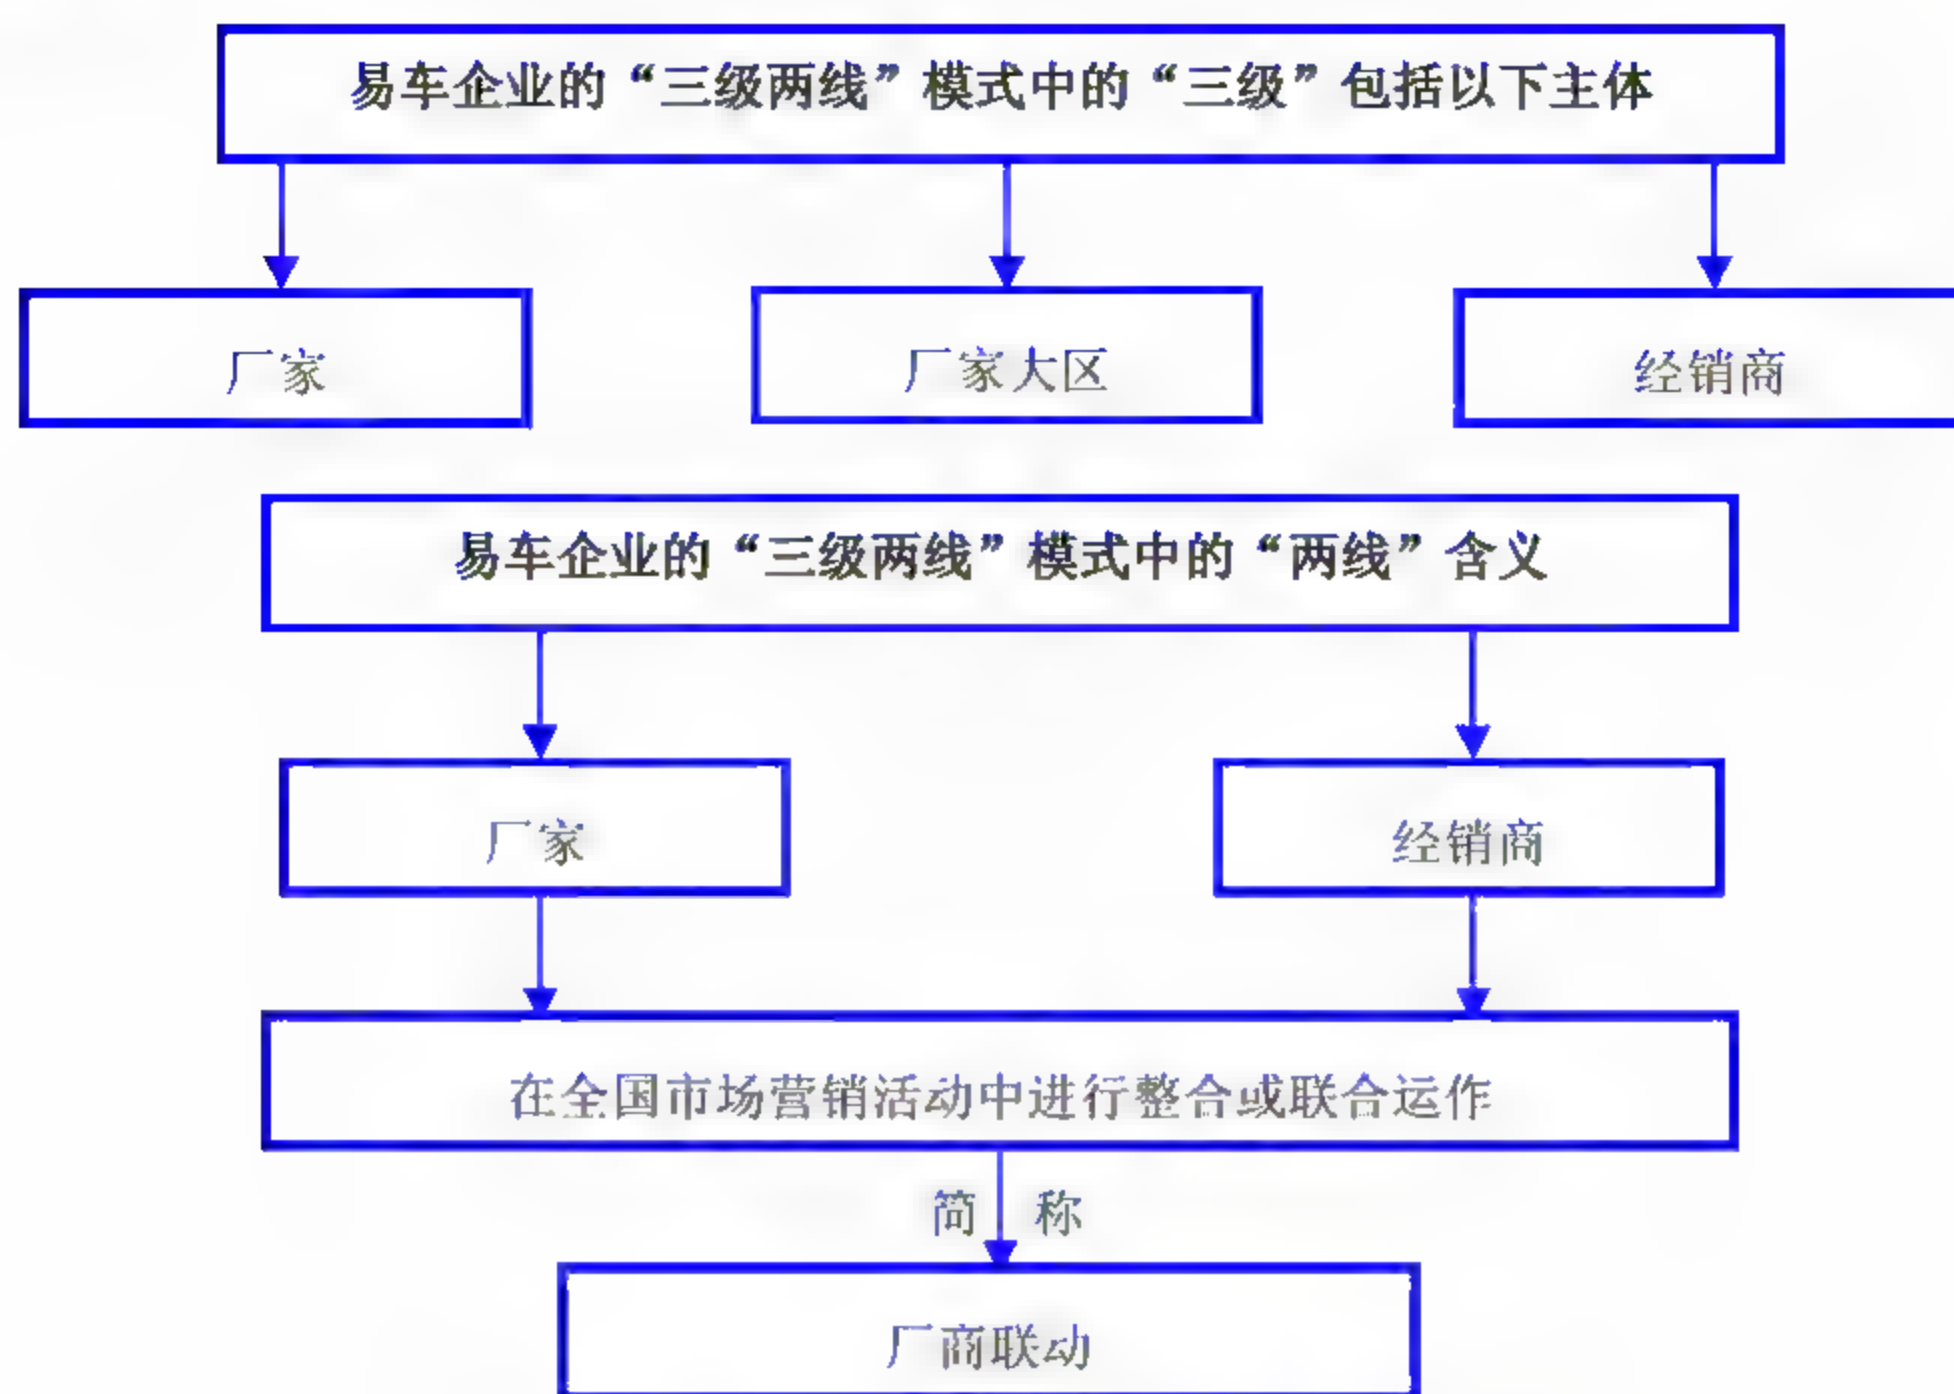 易车企业的“三级两线”模式中的“三级”包括以下主体
厂家
厂家大区
经销商
易车企业的“三级两线”模式中的“两线”含义
厂家
经销商
在全国市场营销活动中进行整合或联合运作
简 称
厂商联动